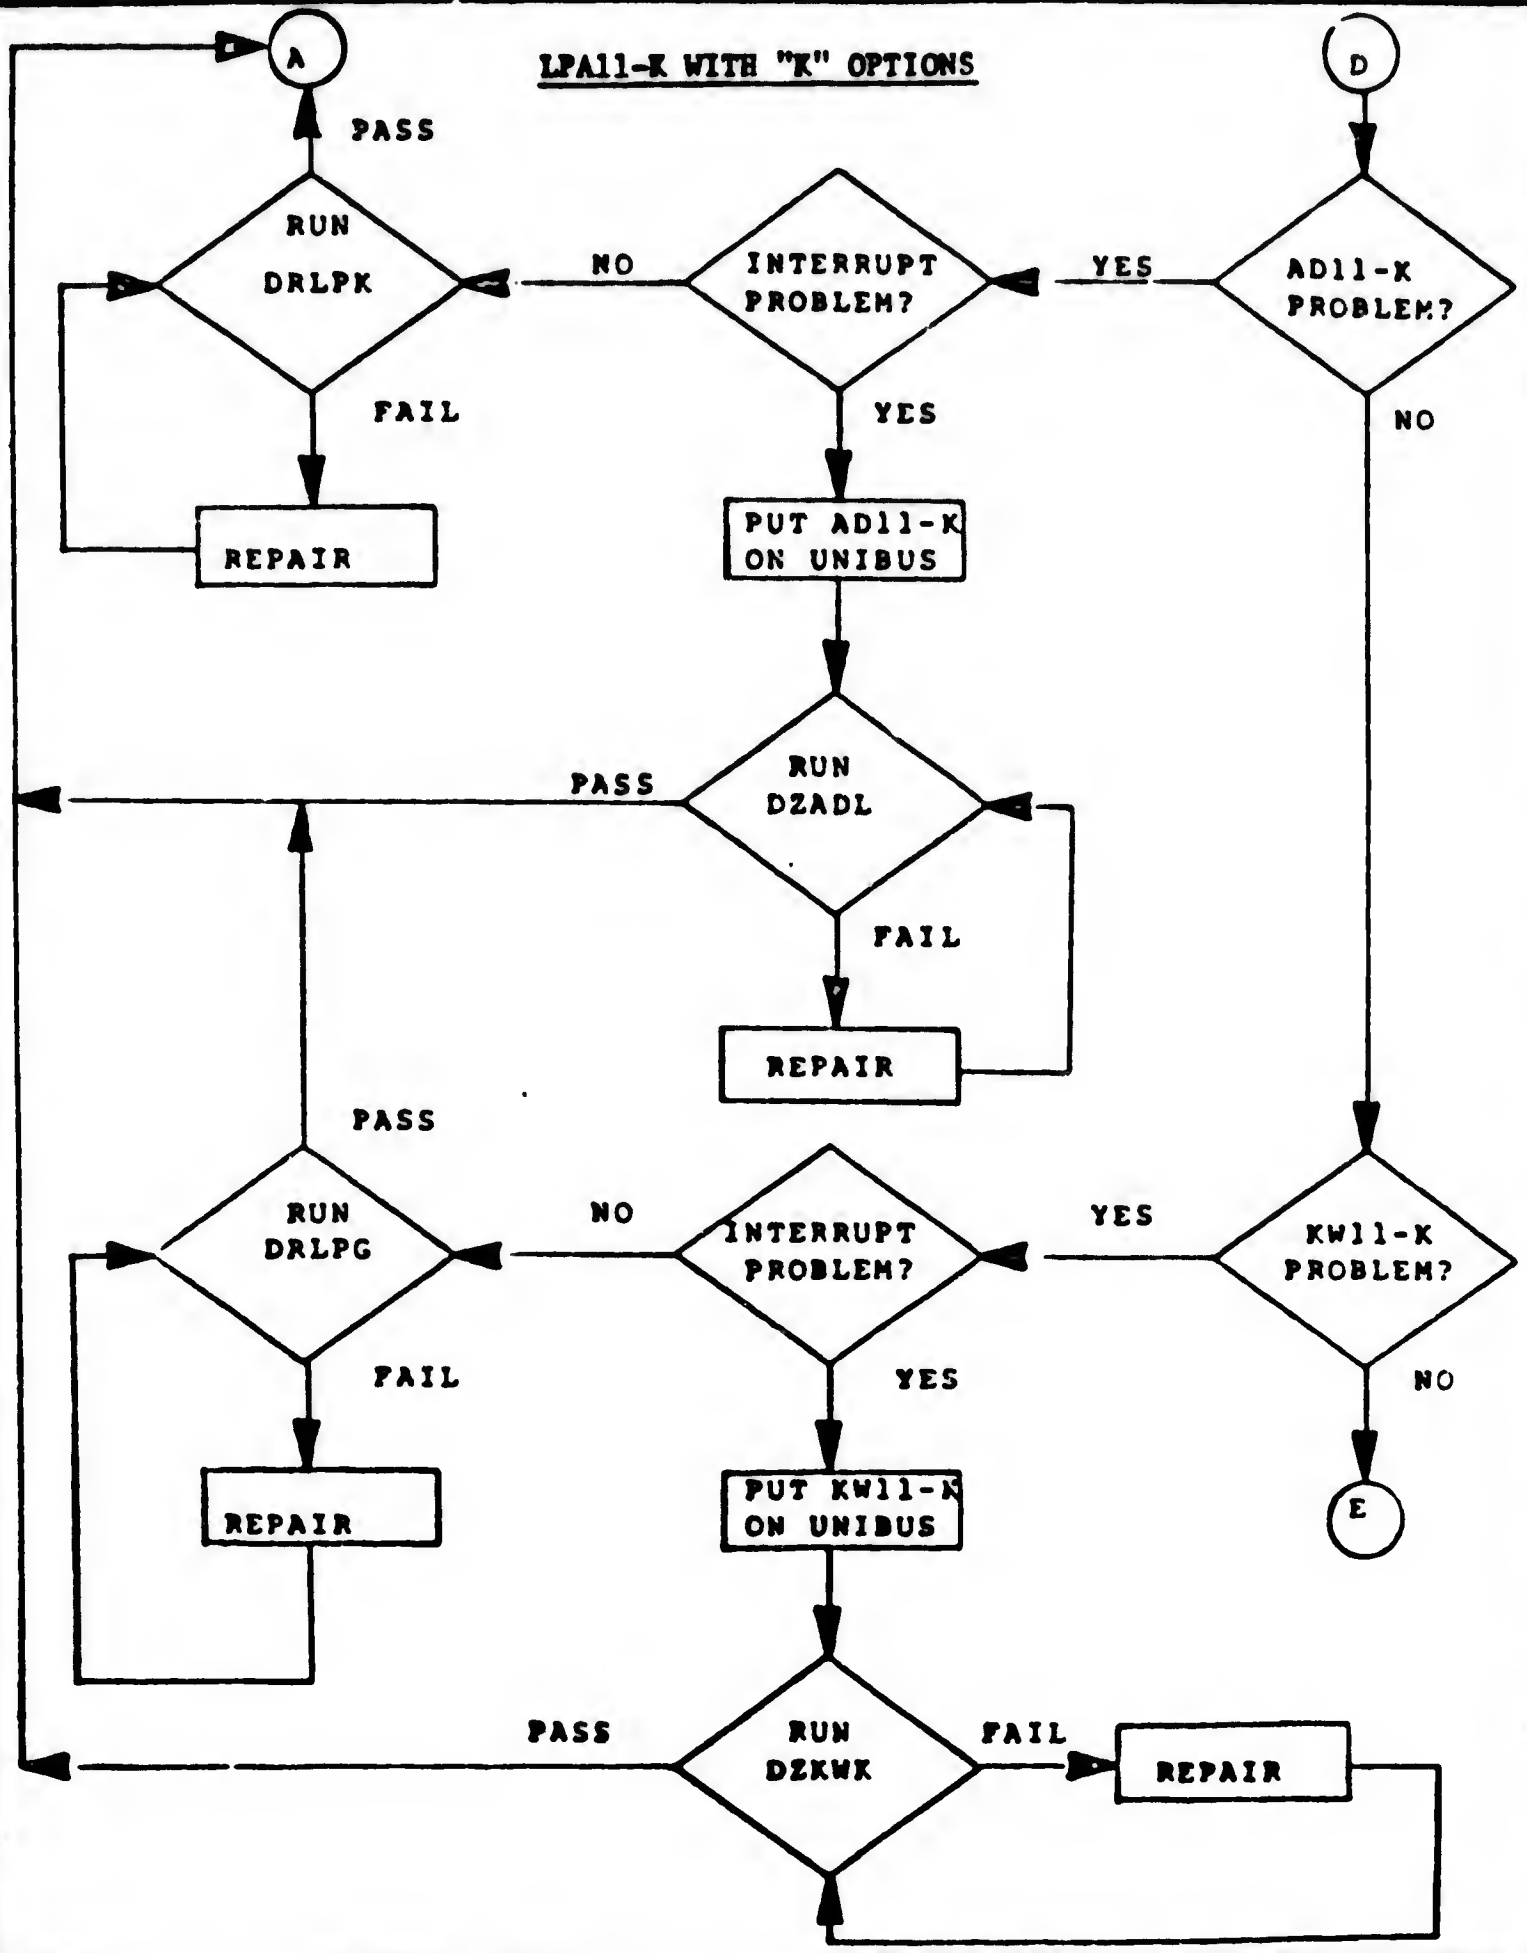 A
LPA11-K WITH "K" OPTIONS
D
PASS
RUN
DRLPK
NO
INTERRUPT
PROBLEM?
YES
AD11-K
PROBLEM?
FAIL
YES
NO
REPAIR
PUT AD11-K
ON UNIBUS
PASS
RUN
DZADL
FAIL
REPAIR
PASS
RUN
DRLPG
NO
INTERRUPT
PROBLEM?
YES
KW11-K
PROBLEM?
FAIL
YES
NO
REPAIR
PUT KW11-K
ON UNIBUS
E
PASS
RUN
DZKWK
FAIL
REPAIR